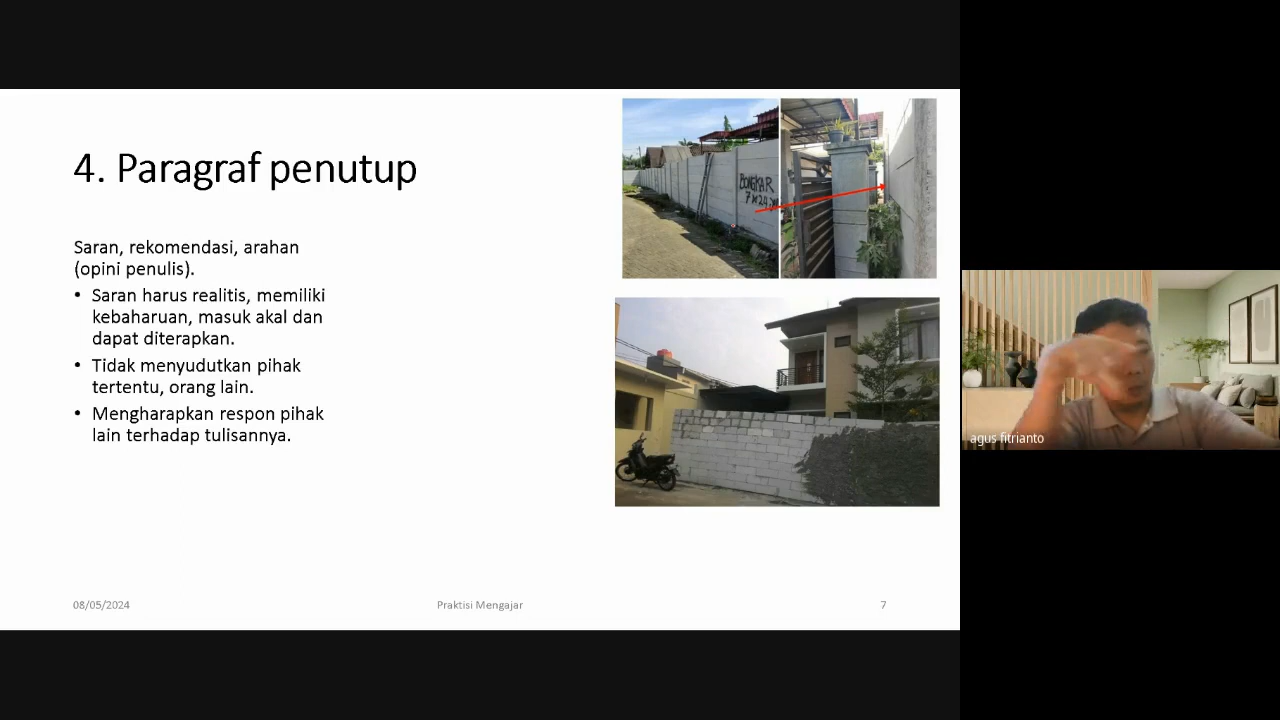 4. Paragraf penutup
Saran, rekomendasi, arahan
(opini penulis).
• Saran harus realitis, memiliki
kebaharuan, masuk akal dan
dapat diterapkan.
• Tidak menyudutkan pihak
tertentu, orang lain.
• Mengharapkan respon pihak
lain terhadap tulisannya.
BONGKAR
7x24
agus fitrianto
08/05/2024
Praktisi Mengajar
7